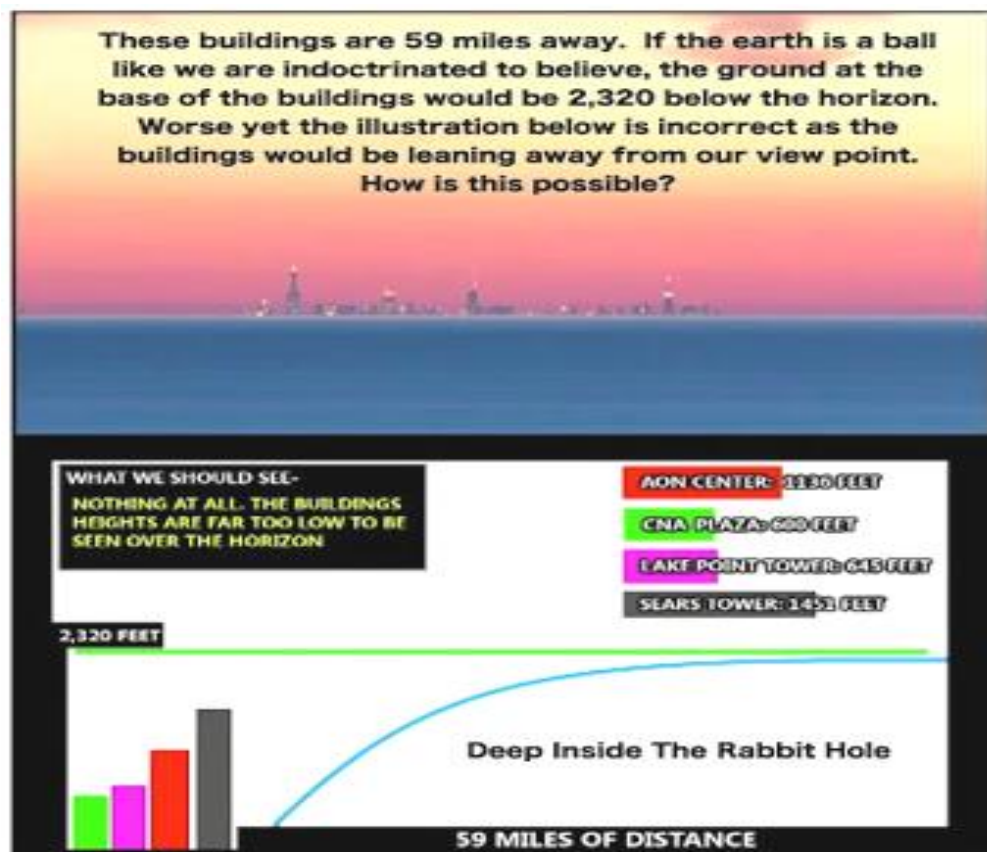 These buildings are 59 miles away. If the earth is a ball
like we are indoctrinated to believe, the ground at the
base of the buildings would be 2,320 below the horizon.
Worse yet the illustration below is incorrect as the
buildings would be leaning away from our view point.
How is this possible?
WHAT WE SHOULD SEE-
NOTHING AT ALL. THE BUILDINGS
HEIGHTS ARE FAR TOO LOW TO BE
SEEN OVER THE HORIZON
AON CENTER: 1136 FEET
CNA PLAZA: 600 FEET
LAKE POINT TOWER: 645 FEET
SEARS TOWER: 1451 FEET
2,320 FEET
Deep Inside The Rabbit Hole
59 MILES OF DISTANCE